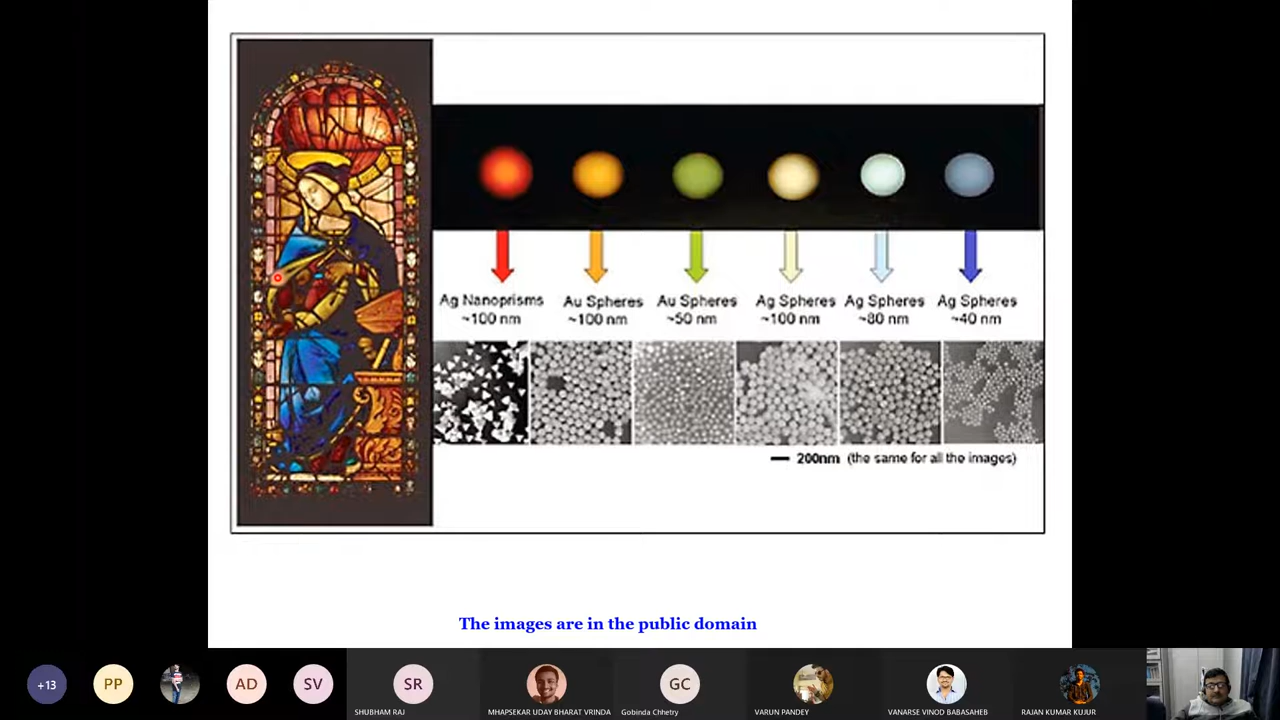 Ag Nanoprisms
~100 nm
Au Spheres
~100 nm
Au Spheres
~50 nm
Ag Spheres
~100 nm
Ag Spheres
~80 nm
Ag Spheres
~40 nm
200nm (the same for all the images)
The images are in the public domain
+13
PP
AD
SV
SR
GC
SHUBHAM RAJ
MHAPSEKAR UDAY BHARAT VRINDA
Gobinda Chhetry
VARUN PANDEY
VANARSE VINOD BABASAHEB
RAJAN KUMAR KUJUR